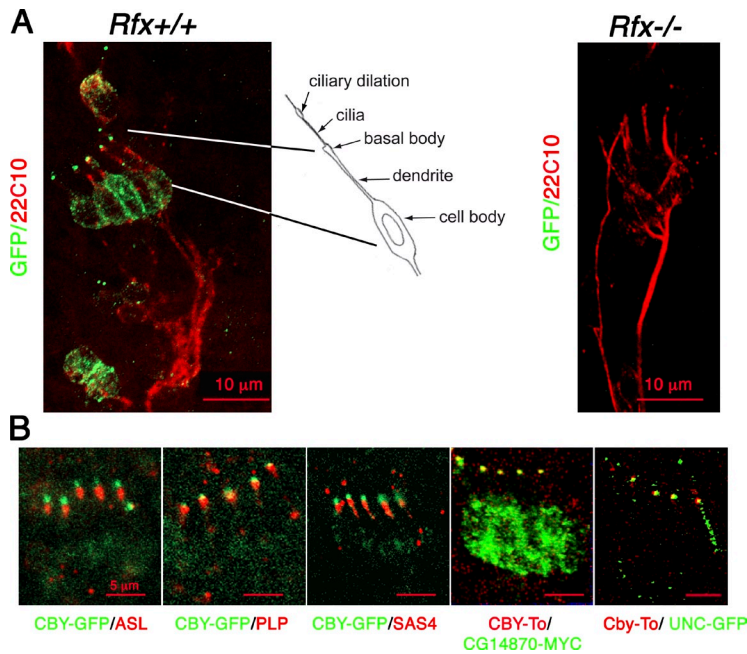 A
Rfx+/+
Rfx-/-
GFP/22C10
ciliary dilation
cilia
basal body
dendrite
cell body
10 µm
GFP/22C10
10 µm
B
5 µm
CBY-GFP/ASL
CBY-GFP/PLP
CBY-GFP/SAS4
CBY-To/
CG14870-MYC
Cby-To/ UNC-GFP